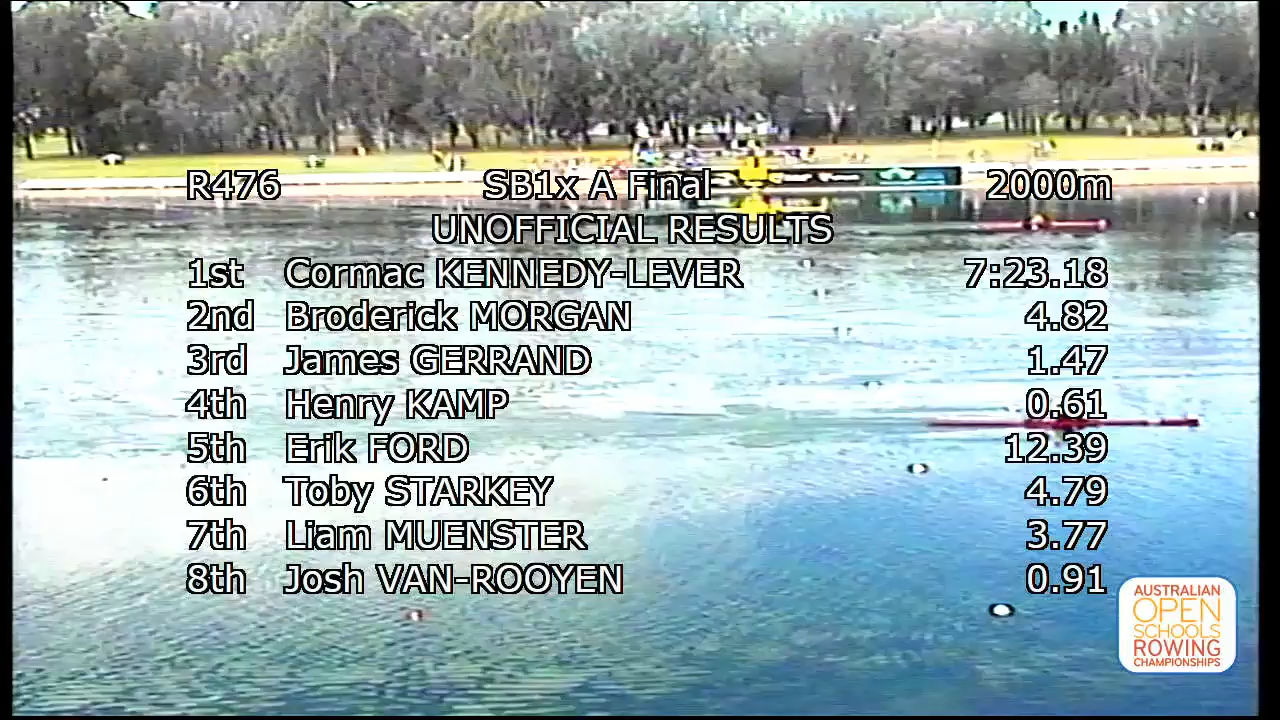 R476 SB1x A Final 2000m
UNOFFICIAL RESULTS
1st Cormac KENNEDY-LEVER 7:23.18
2nd Broderick MORGAN 4.82
3rd James GERRAND 1.47
4th Henry KAMP 0.61
5th Erik FORD 12.39
6th Toby STARKEY 4.79
7th Liam MUENSTER 3.77
8th Josh VAN-ROOYEN 0.91
AUSTRALIAN
OPEN
SCHOOLS
ROWING
CHAMPIONSHIPS